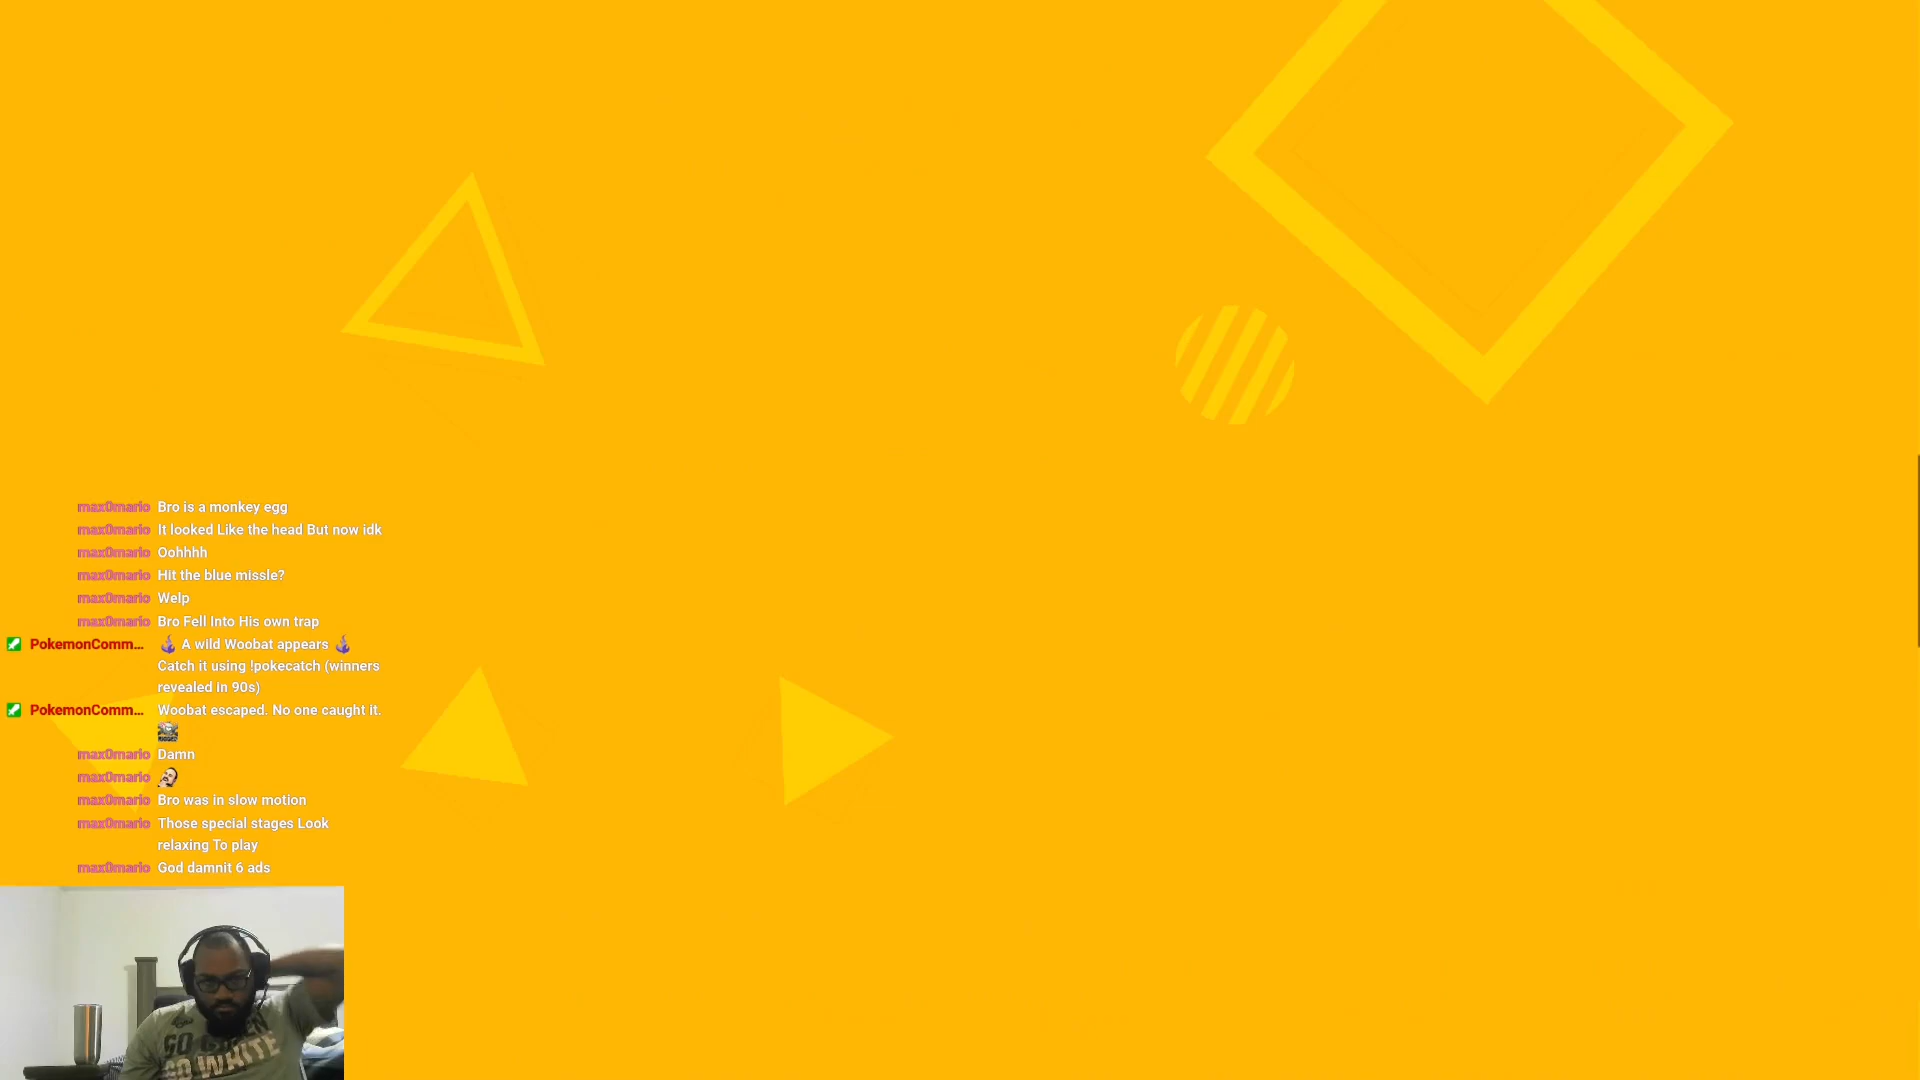 max0mario Bro is a monkey egg
max0mario It looked Like the head But now idk
max0mario Oohhhh
max0mario Hit the blue missle?
max0mario Welp
max0mario Bro Fell Into His own trap
PokemonComm... A wild Woobat appears
Catch it using !pokecatch (winners
revealed in 90s)
PokemonComm... Woobat escaped. No one caught it.
max0mario Damn
max0mario
max0mario Bro was in slow motion
max0mario Those special stages Look
relaxing To play
max0mario God damnit 6 ads
GO
GO WHITE